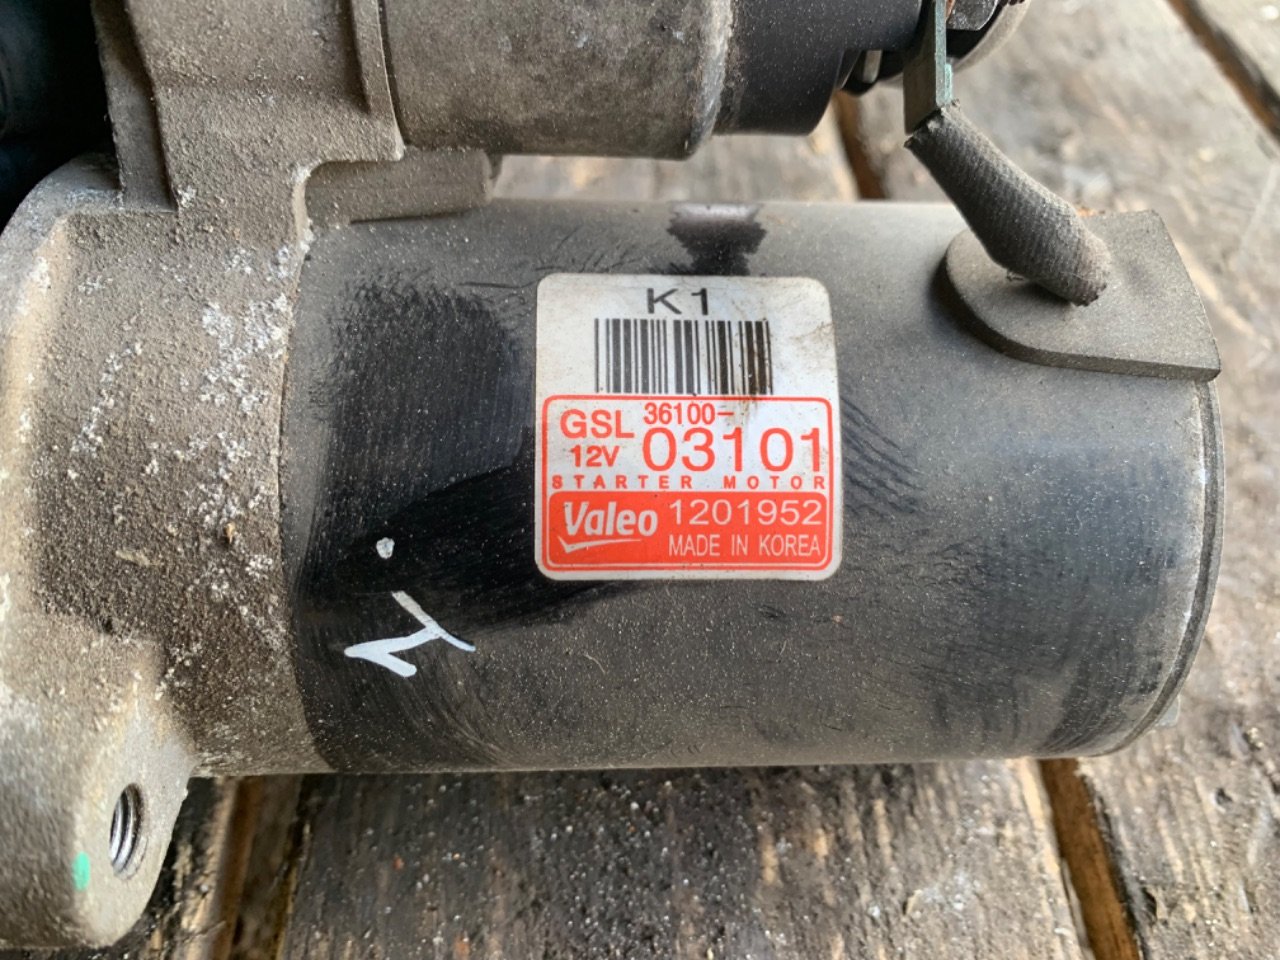 K1
GSL 36100-
12V 03101
STARTER MOTOR
Valeo 1201952
MADE IN KOREA